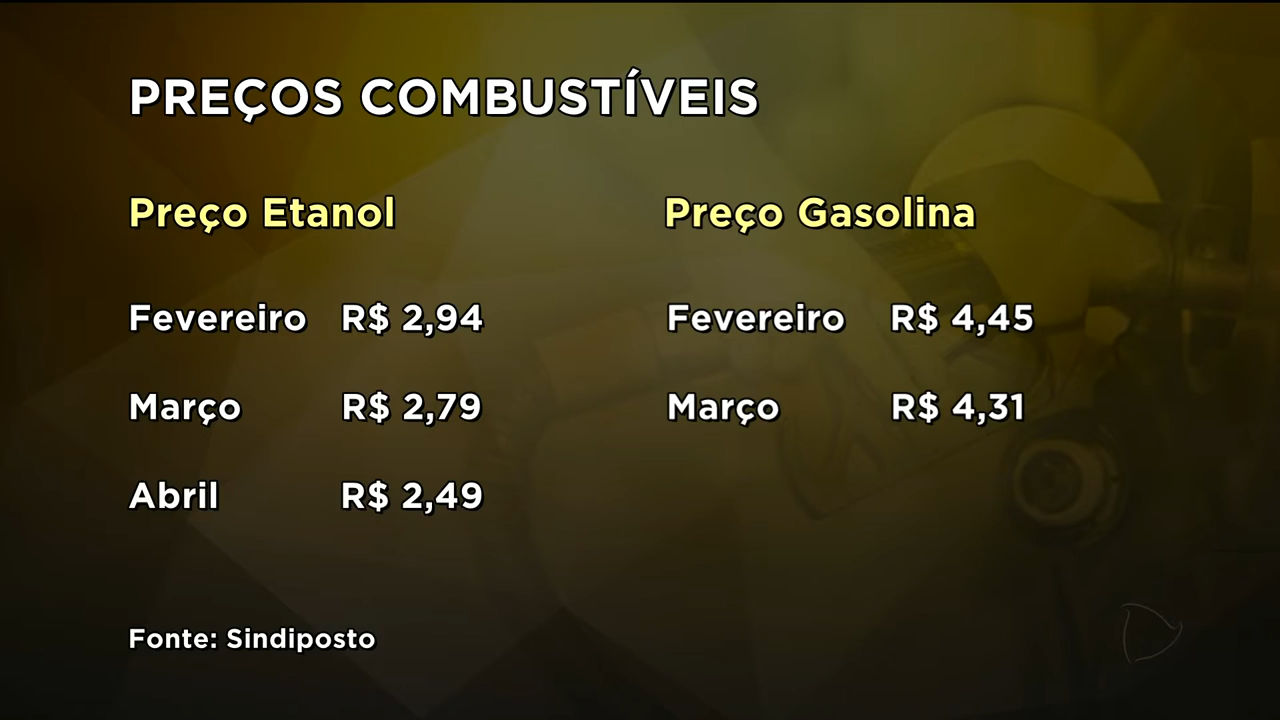 PREÇOS COMBUSTÍVEIS
Preço Etanol
Fevereiro R$ 2,94
Março R$ 2,79
Abril R$ 2,49
Preço Gasolina
Fevereiro R$ 4,45
Março R$ 4,31
Fonte: Sindiposto